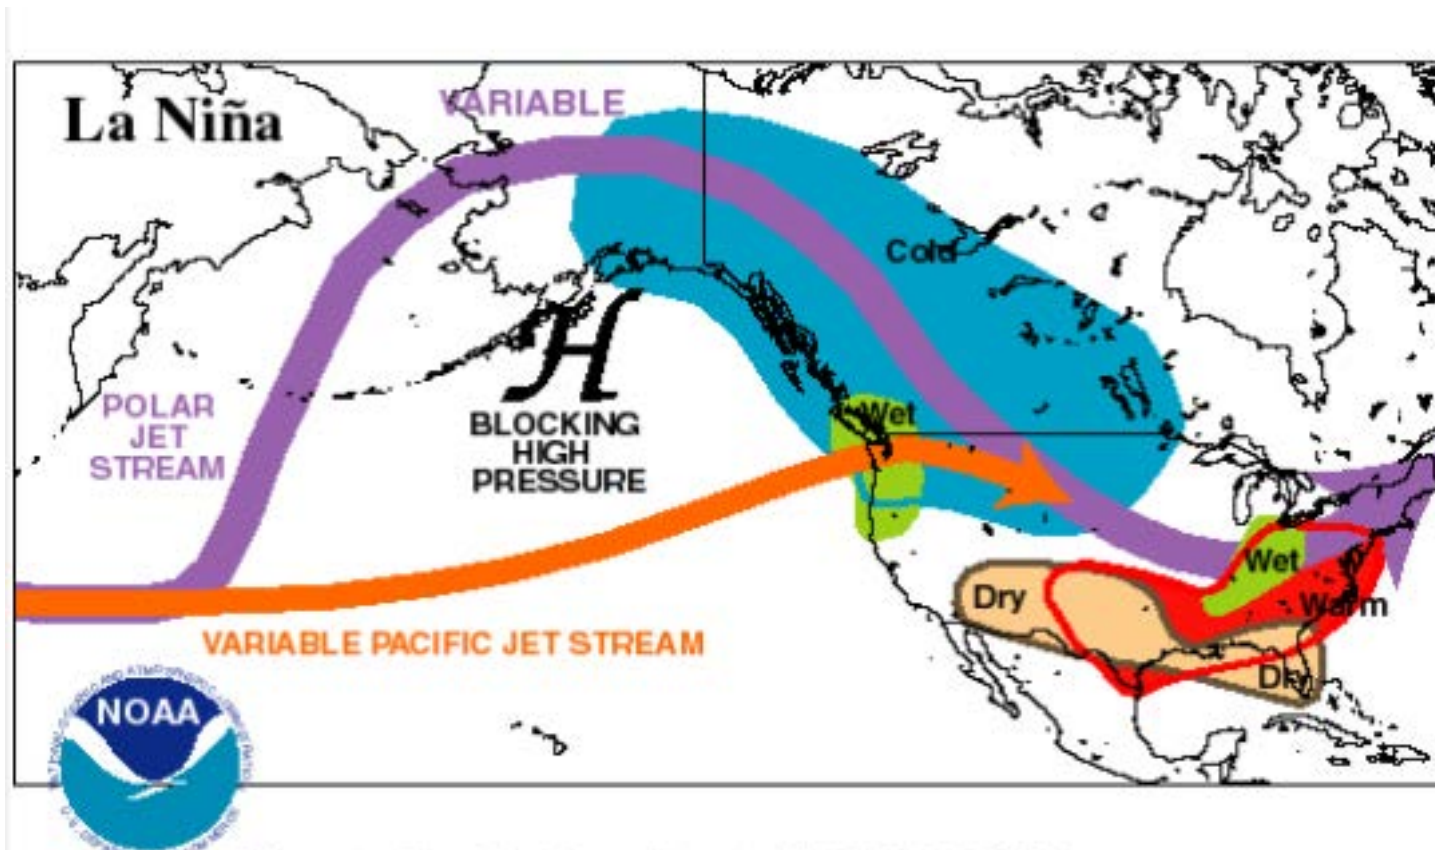 La Niña
VARIABLE
Cold
H
POLAR
JET
STREAM
BLOCKING
HIGH
PRESSURE
Wet
Wet
Dry
Warm
VARIABLE PACIFIC JET STREAM
Dry
NOAA